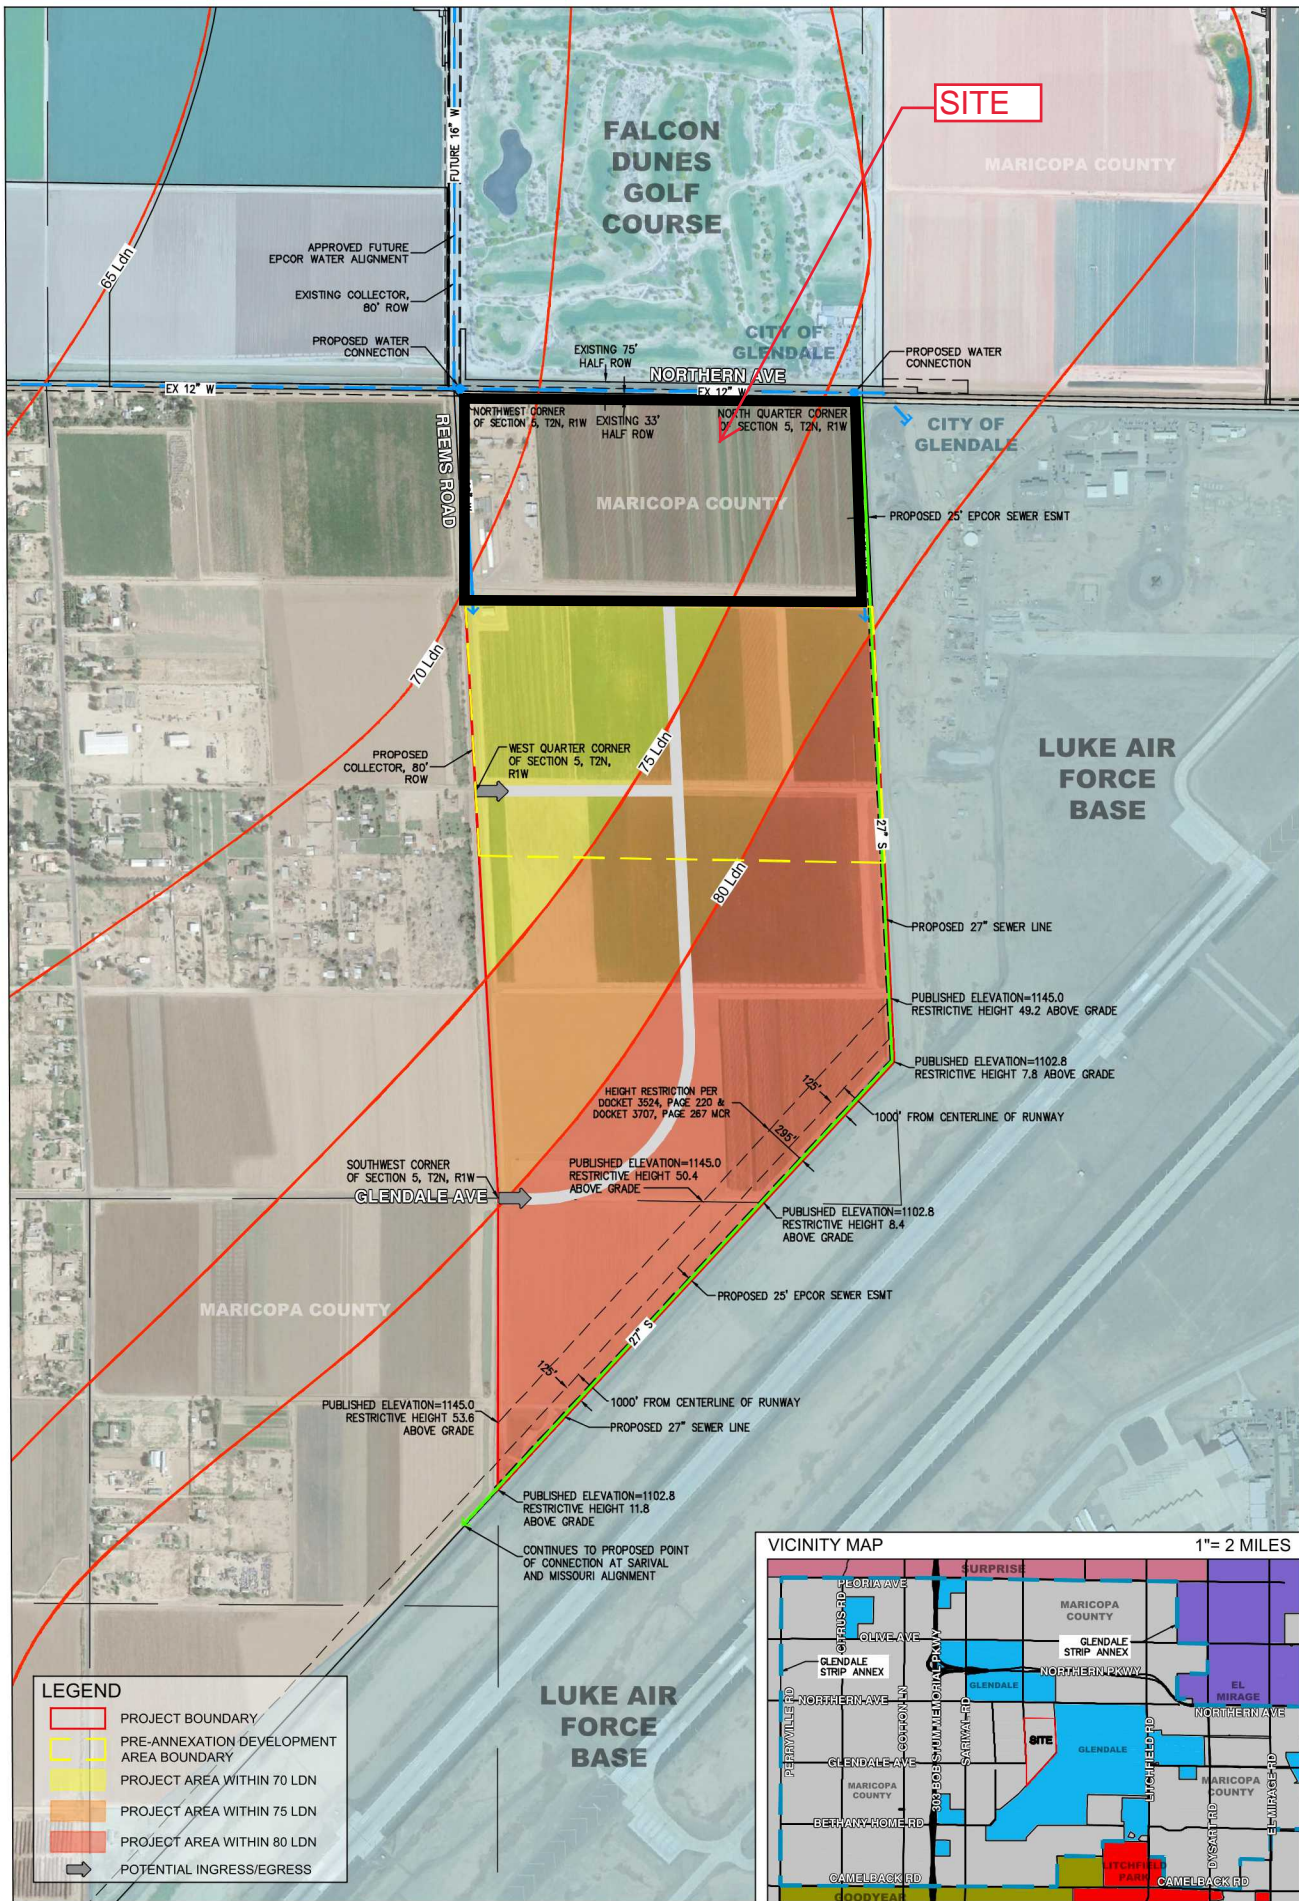 SITE
FALCON
DUNES
GOLF
COURSE
MARICOPA COUNTY
FUTURE 16" W
65 Ldn
APPROVED FUTURE
EPCOR WATER ALIGNMENT
EXISTING COLLECTOR,
80' ROW
PROPOSED WATER
CONNECTION
CITY OF
GLENDALE
EXISTING 75'
HALF ROW
NORTHERN AVE
PROPOSED WATER
CONNECTION
EX 12" W
EX 12" W
NORTHWEST CORNER
OF SECTION 5, T2N, R1W
EXISTING 33'
HALF ROW
NORTH QUARTER CORNER
OF SECTION 5, T2N, R1W
CITY OF
GLENDALE
REEMS ROAD
MARICOPA COUNTY
PROPOSED 25' EPCOR SEWER ESMT
70 Ldn
75 Ldn
80 Ldn
PROPOSED
COLLECTOR, 80'
ROW
WEST QUARTER CORNER
OF SECTION 5, T2N,
R1W
LUKE AIR
FORCE
BASE
27" S
PROPOSED 27" SEWER LINE
PUBLISHED ELEVATION=1145.0
RESTRICTIVE HEIGHT 49.2 ABOVE GRADE
PUBLISHED ELEVATION=1102.8
RESTRICTIVE HEIGHT 7.8 ABOVE GRADE
HEIGHT RESTRICTION PER
DOCKET 3524, PAGE 220 &
DOCKET 3707, PAGE 267 MCR
125'
295'
1000' FROM CENTERLINE OF RUNWAY
SOUTHWEST CORNER
OF SECTION 5, T2N, R1W
GLENDALE AVE
PUBLISHED ELEVATION=1145.0
RESTRICTIVE HEIGHT 50.4
ABOVE GRADE
PUBLISHED ELEVATION=1102.8
RESTRICTIVE HEIGHT 8.4
ABOVE GRADE
PROPOSED 25' EPCOR SEWER ESMT
MARICOPA COUNTY
27" S
125'
1000' FROM CENTERLINE OF RUNWAY
PROPOSED 27" SEWER LINE
PUBLISHED ELEVATION=1145.0
RESTRICTIVE HEIGHT 53.6
ABOVE GRADE
PUBLISHED ELEVATION=1102.8
RESTRICTIVE HEIGHT 11.8
ABOVE GRADE
CONTINUES TO PROPOSED POINT
OF CONNECTION AT SARIVAL
AND MISSOURI ALIGNMENT
LUKE AIR
FORCE
BASE
LEGEND
PROJECT BOUNDARY
PRE-ANNEXATION DEVELOPMENT
AREA BOUNDARY
PROJECT AREA WITHIN 70 LDN
PROJECT AREA WITHIN 75 LDN
PROJECT AREA WITHIN 80 LDN
POTENTIAL INGRESS/EGRESS
VICINITY MAP
1"= 2 MILES
SURPRISE
PEORIA AVE
CITRUS RD
MARICOPA
COUNTY
OLIVE AVE
GLENDALE
STRIP ANNEX
GLENDALE
STRIP ANNEX
NORTHERN PKWY
GLENDALE
EL
MIRAGE
NORTHERN AVE
NORTHERN AVE
PERRYVILLE RD
COTTON LN
303 BOB STUM MEMORIAL PKWY
SARIVAL RD
SITE
GLENDALE
LITCHFIELD RD
GLENDALE AVE
MARICOPA
COUNTY
MARICOPA
COUNTY
DYSART RD
EL MIRAGE RD
BETHANY HOME RD
LITCHFIELD
PARK
CAMELBACK RD
CAMELBACK RD
GOODYEAR